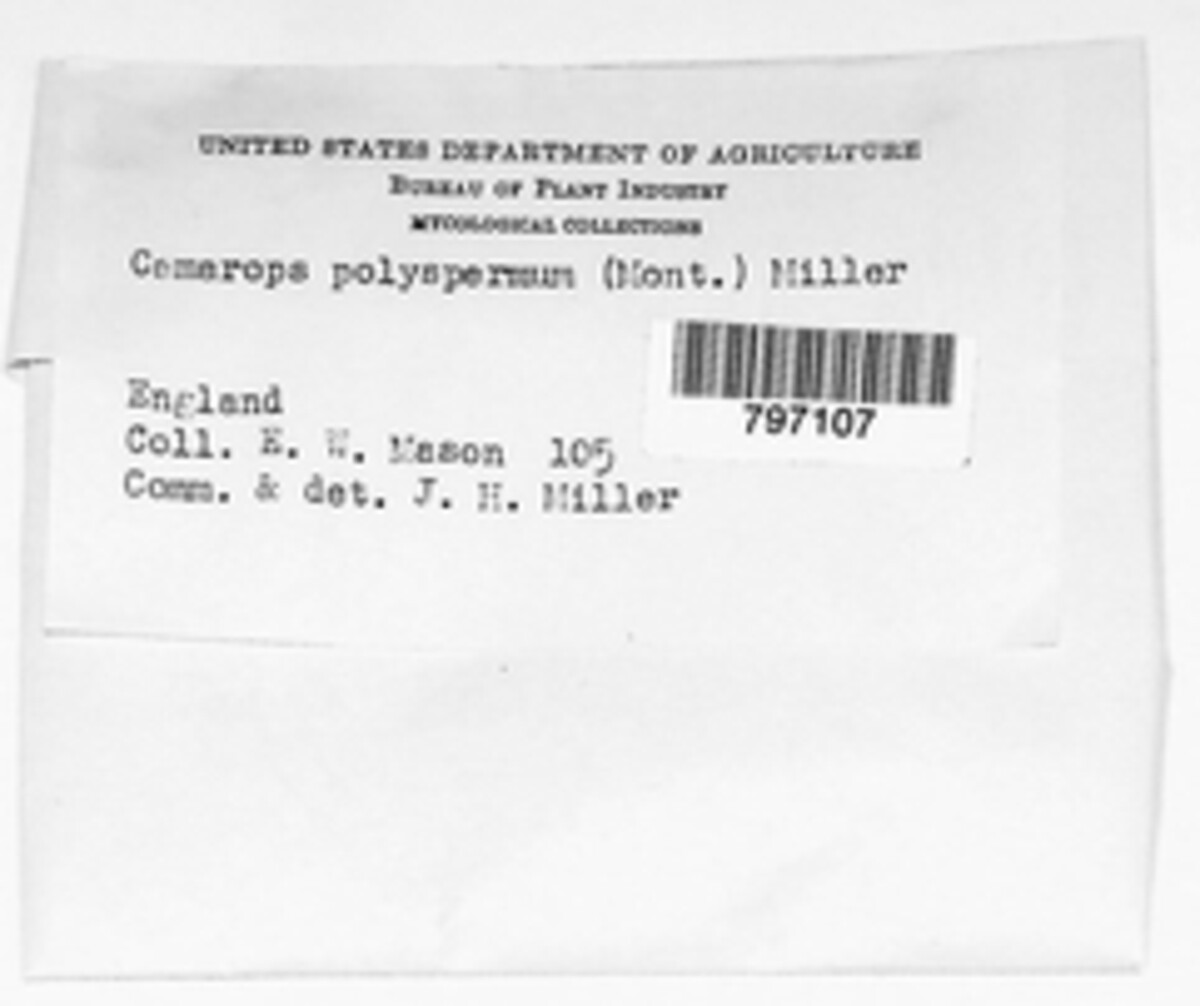 UNITED STATES DEPARTMENT OF AGRICULTURE
BUREAU OF PLANT INDUSTRY
MYCOLOGICAL COLLECTIONS
Camarops polyspermum (Mont.) Miller
797107
England
Coll. E. W. Mason 105
Comm. & det. J. H. Miller